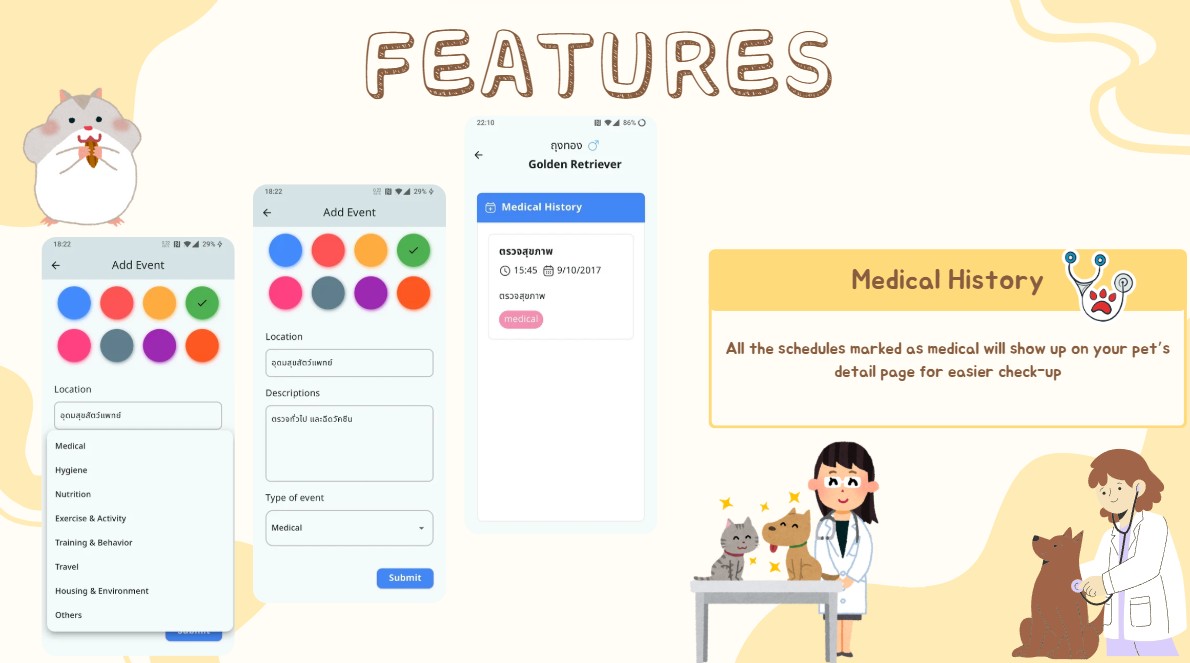 FEATURES
18:22
29%
Add Event
Location
อุดมสุขสัตว์แพทย์
Medical
Hygiene
Nutrition
Exercise & Activity
Training & Behavior
Travel
Housing & Environment
Others
Submit
18:22
29%
Add Event
Location
อุดมสุขสัตว์แพทย์
Descriptions
ตรวจทั่วไป และฉีดวัคซีน
Type of event
Medical
Submit
22:10
86%
ถุงทอง
Golden Retriever
Medical History
ตรวจสุขภาพ
15:45 9/10/2017
ตรวจสุขภาพ
medical
Medical History
All the schedules marked as medical will show up on your pet's
detail page for easier check-up